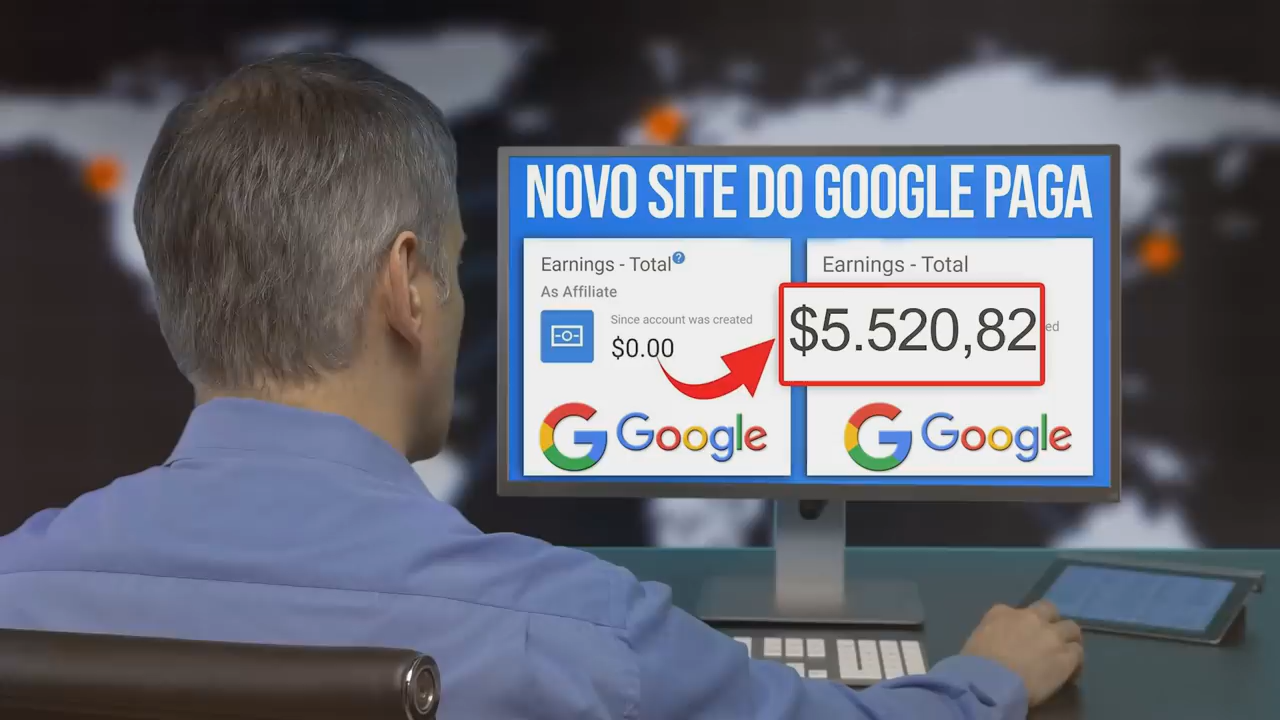 NOVO SITE DO GOOGLE PAGA
Earnings - Total
As Affiliate
Since account was created
$0.00
Google
Earnings - Total
$5.520,82
ed
Google